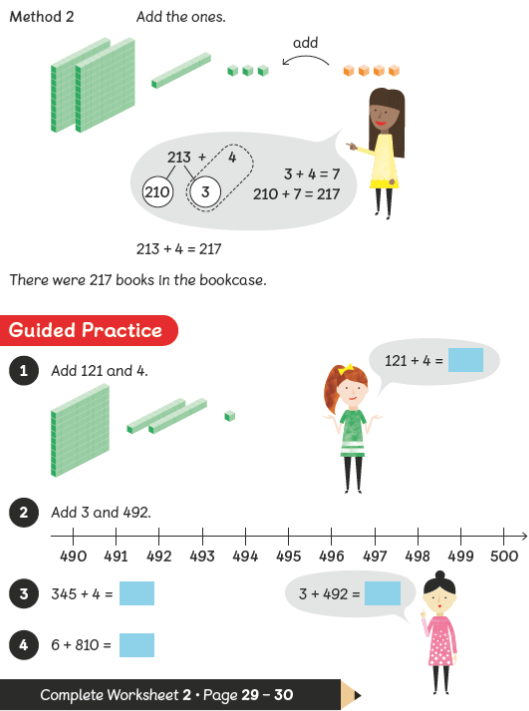 Method 2 Add the ones.
add
213 + 4
210 3
3 + 4 = 7
210 + 7 = 217
213 + 4 = 217
There were 217 books in the bookcase.
Guided Practice
1 Add 121 and 4.
121 + 4 =
2 Add 3 and 492.
490 491 492 493 494 495 496 497 498 499 500
3 345 + 4 =
3 + 492 =
4 6 + 810 =
Complete Worksheet 2 • Page 29 – 30